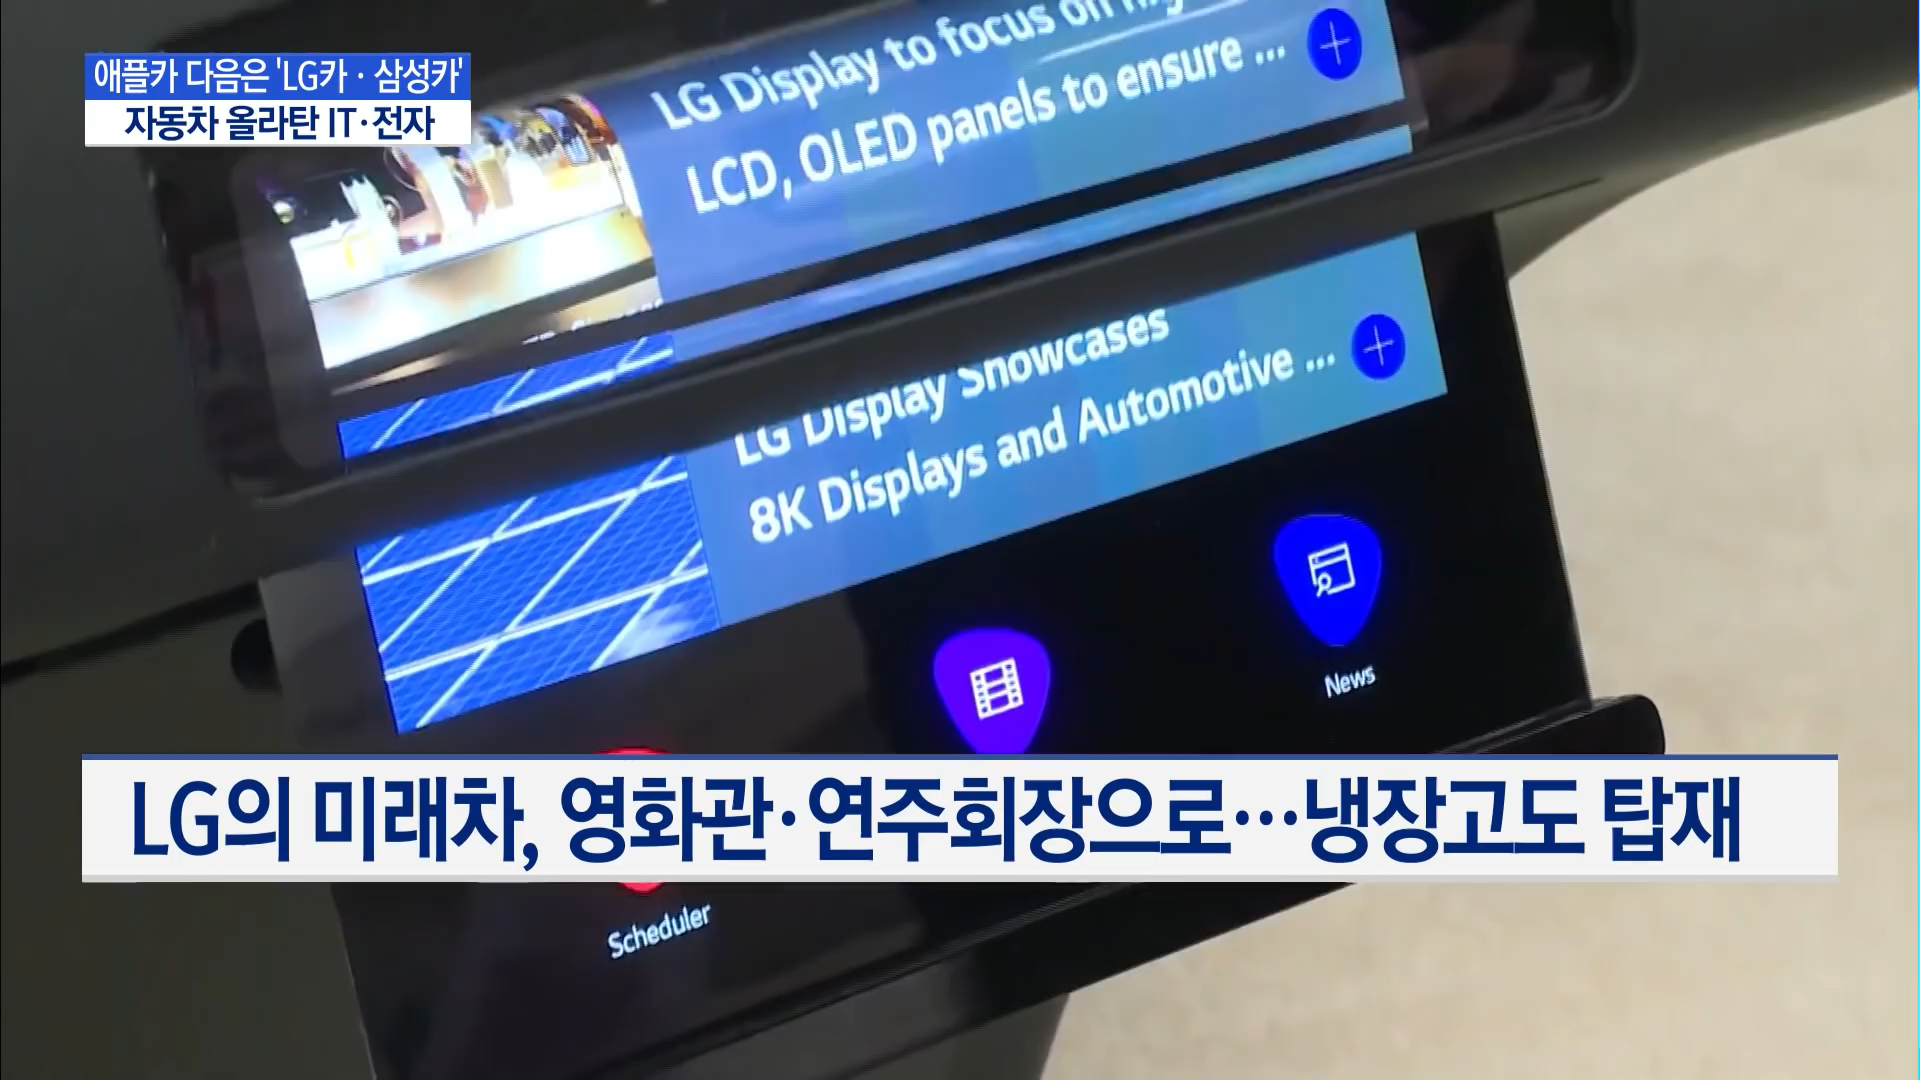 애플카 다음은 'LG카·삼성카'
자동차 올라탄 IT·전자
LG Display to focus on
LCD, OLED panels to ensure ...
LG Display Showcases
8K Displays and Automotive ...
News
LG의 미래차, 영화관·연주회장으로…냉장고도 탑재
Scheduler